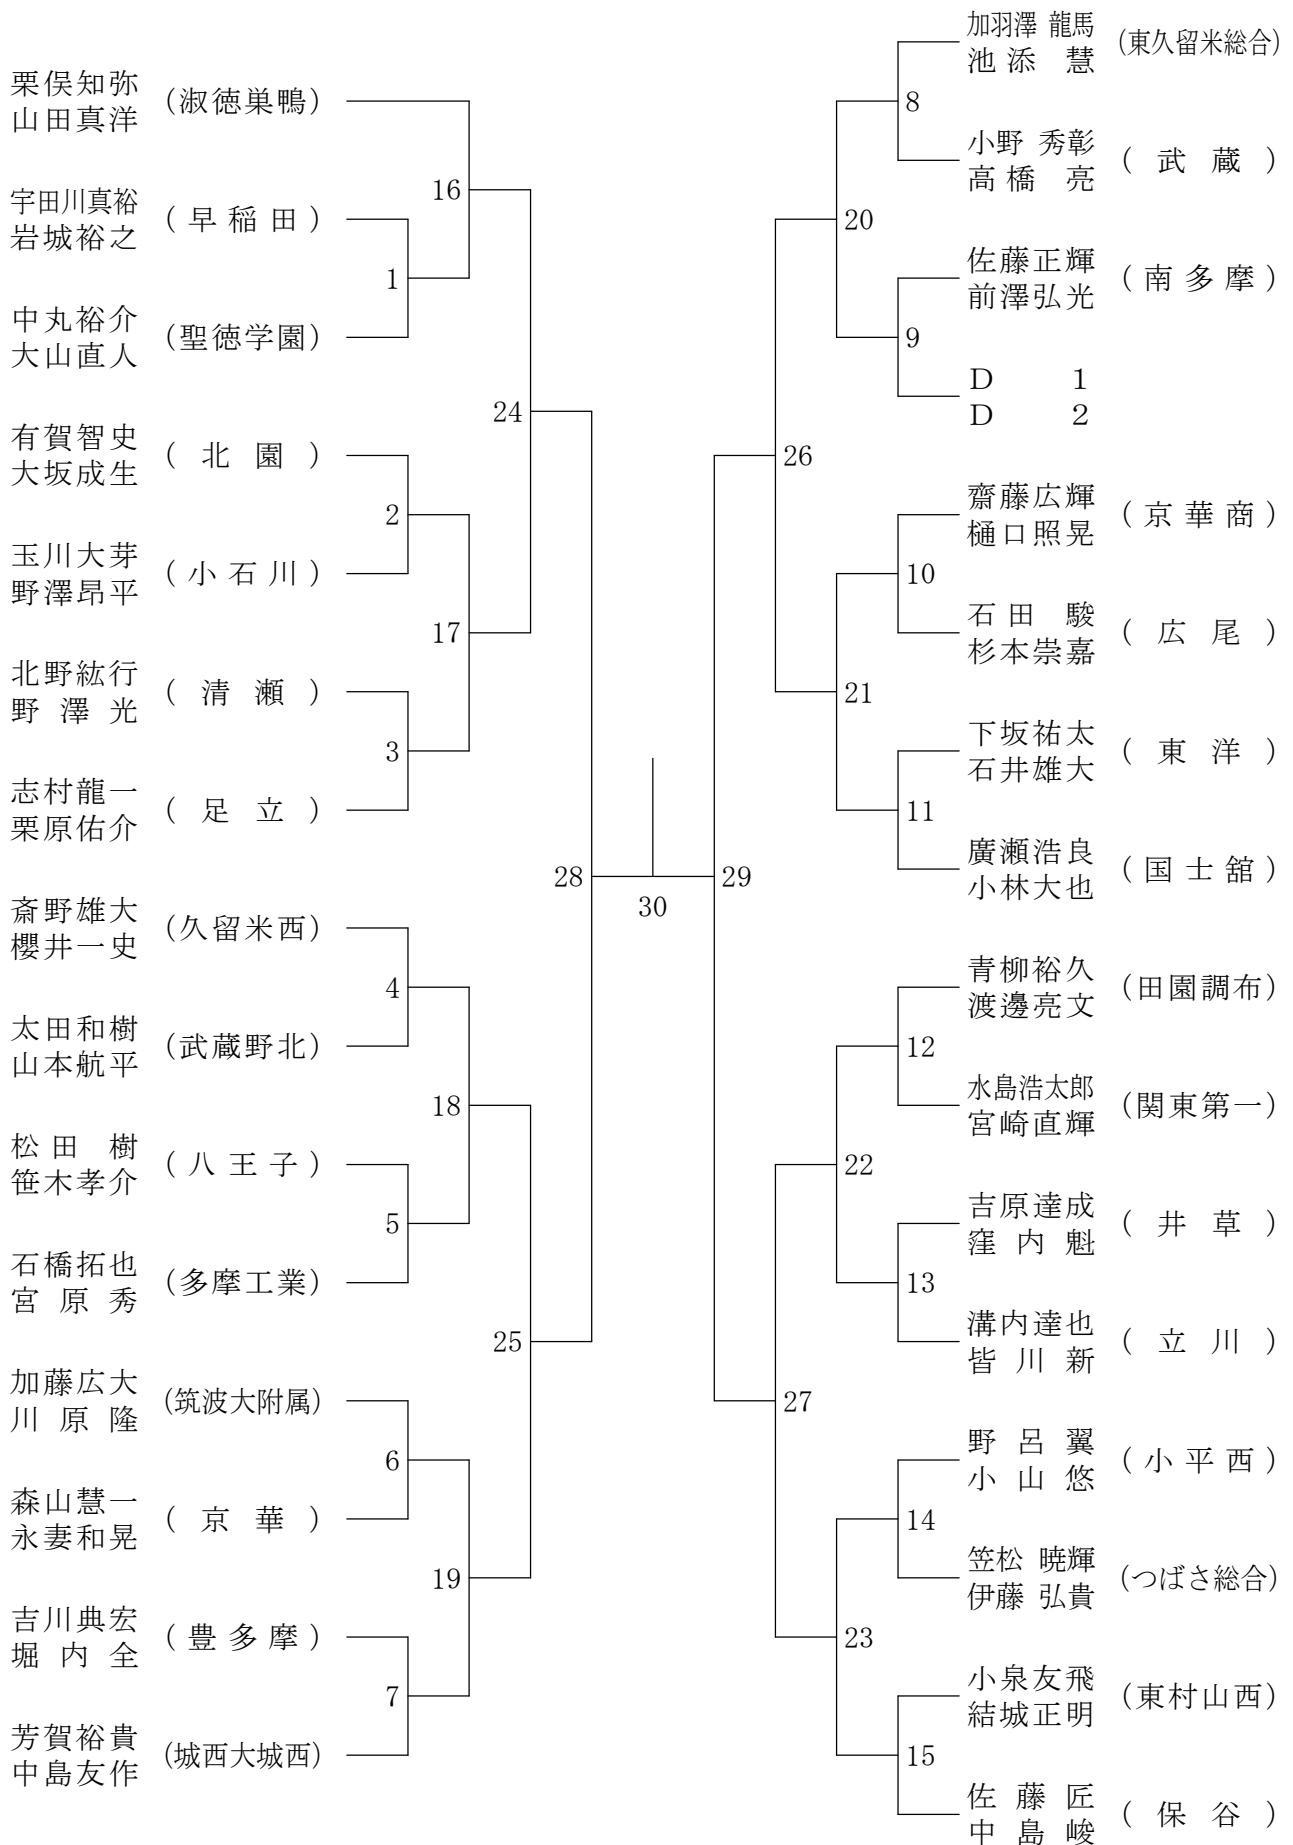 栗俣知弥
山田真洋
(淑徳巣鴨)
宇田川真裕
岩城裕之
(早稲田)
中丸裕介
大山直人
(聖徳学園)
有賀智史
大坂成生
(北園)
玉川大芽
野澤昂平
(小石川)
北野紘行
野澤光
(清瀬)
志村龍一
栗原佑介
(足立)
斎野雄大
櫻井一史
(久留米西)
太田和樹
山本航平
(武蔵野北)
松田樹
笹木孝介
(八王子)
石橋拓也
宮原秀
(多摩工業)
加藤広大
川原隆
(筑波大附属)
森山慧一
永妻和晃
(京華)
吉川典宏
堀内全
(豊多摩)
芳賀裕貴
中島友作
(城西大城西)
1
2
3
4
5
6
7
16
17
18
19
24
25
28
30
29
26
27
20
21
22
23
8
9
10
11
12
13
14
15
加羽澤 龍馬
池添 慧
(東久留米総合)
小野 秀彰
高橋 亮
(武蔵)
佐藤正輝
前澤弘光
(南多摩)
D 1
D 2
齋藤広輝
樋口照晃
(京華商)
石田 駿
杉本崇嘉
(広尾)
下坂祐太
石井雄大
(東洋)
廣瀬浩良
小林大也
(国士舘)
青柳裕久
渡邊亮文
(田園調布)
水島浩太郎
宮崎直輝
(関東第一)
吉原達成
窪内魁
(井草)
溝内達也
皆川新
(立川)
野呂翼
小山悠
(小平西)
笠松 暁輝
伊藤 弘貴
(つばさ総合)
小泉友飛
結城正明
(東村山西)
佐藤匠
中島峻
(保谷)